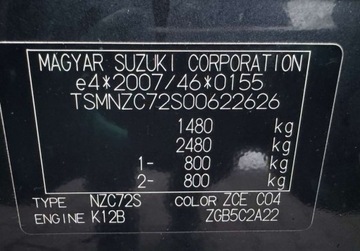 MAGYAR SUZUKI CORPORATION
e4*2007/46*0155
TSMNZC72S00622626
1480 kg
2480 kg
1- 800 kg
2- 800 kg
TYPE NZC72S COLOR ZCE C04
ENGINE K12B ZGB5C2A22